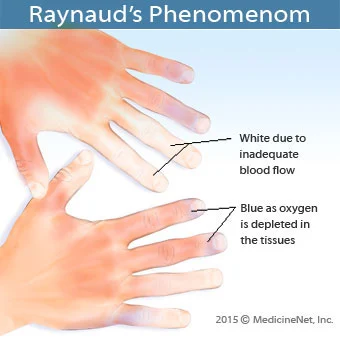 Raynaud's Phenomenom
White due to
inadequate
blood flow
Blue as oxygen
is depleted in
the tissues
2015 © MedicineNet, Inc.